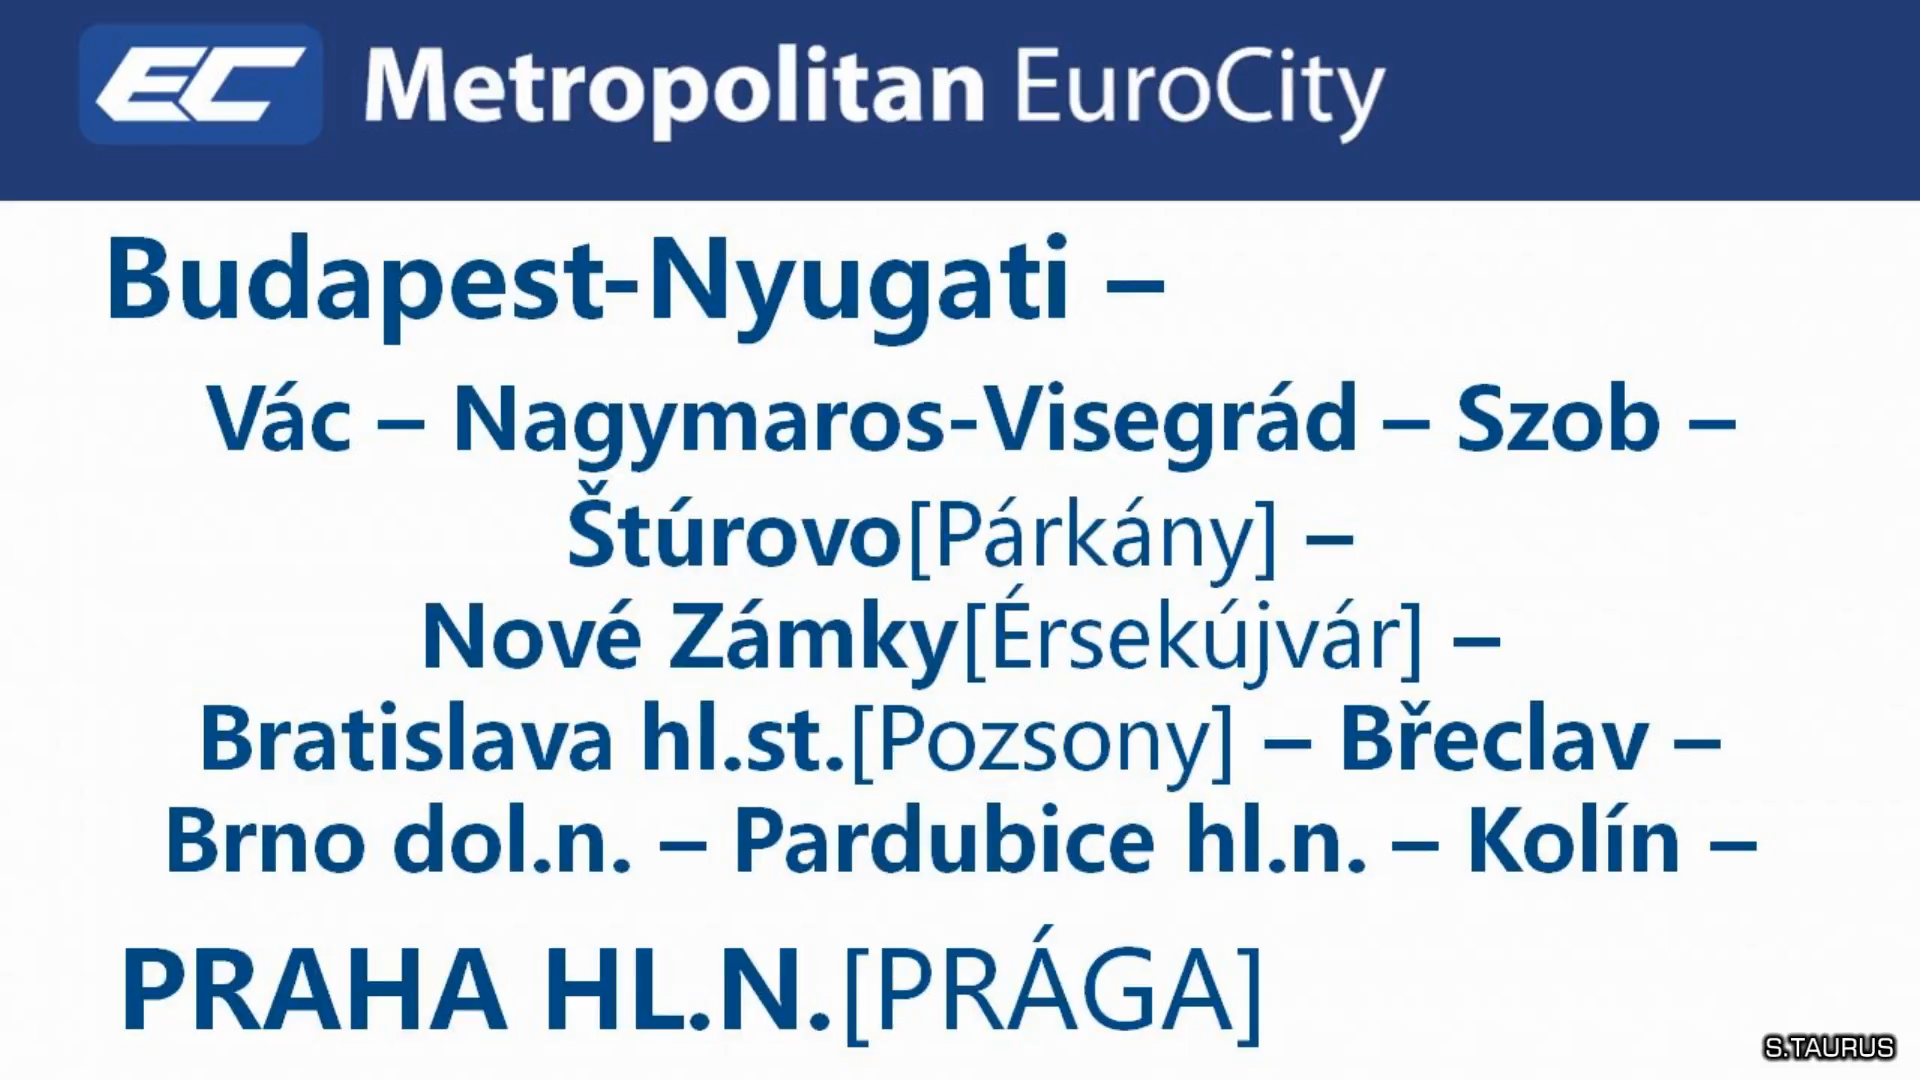 EC Metropolitan EuroCity
Budapest-Nyugati –
Vác – Nagymaros-Visegrád – Szob –
Štúrovo[Párkány] –
Nové Zámky[Érsekújvár] –
Bratislava hl.st.[Pozsony] – Břeclav –
Brno dol.n. – Pardubice hl.n. – Kolín –
PRAHA HL.N.[PRÁGA]
S.TAURUS